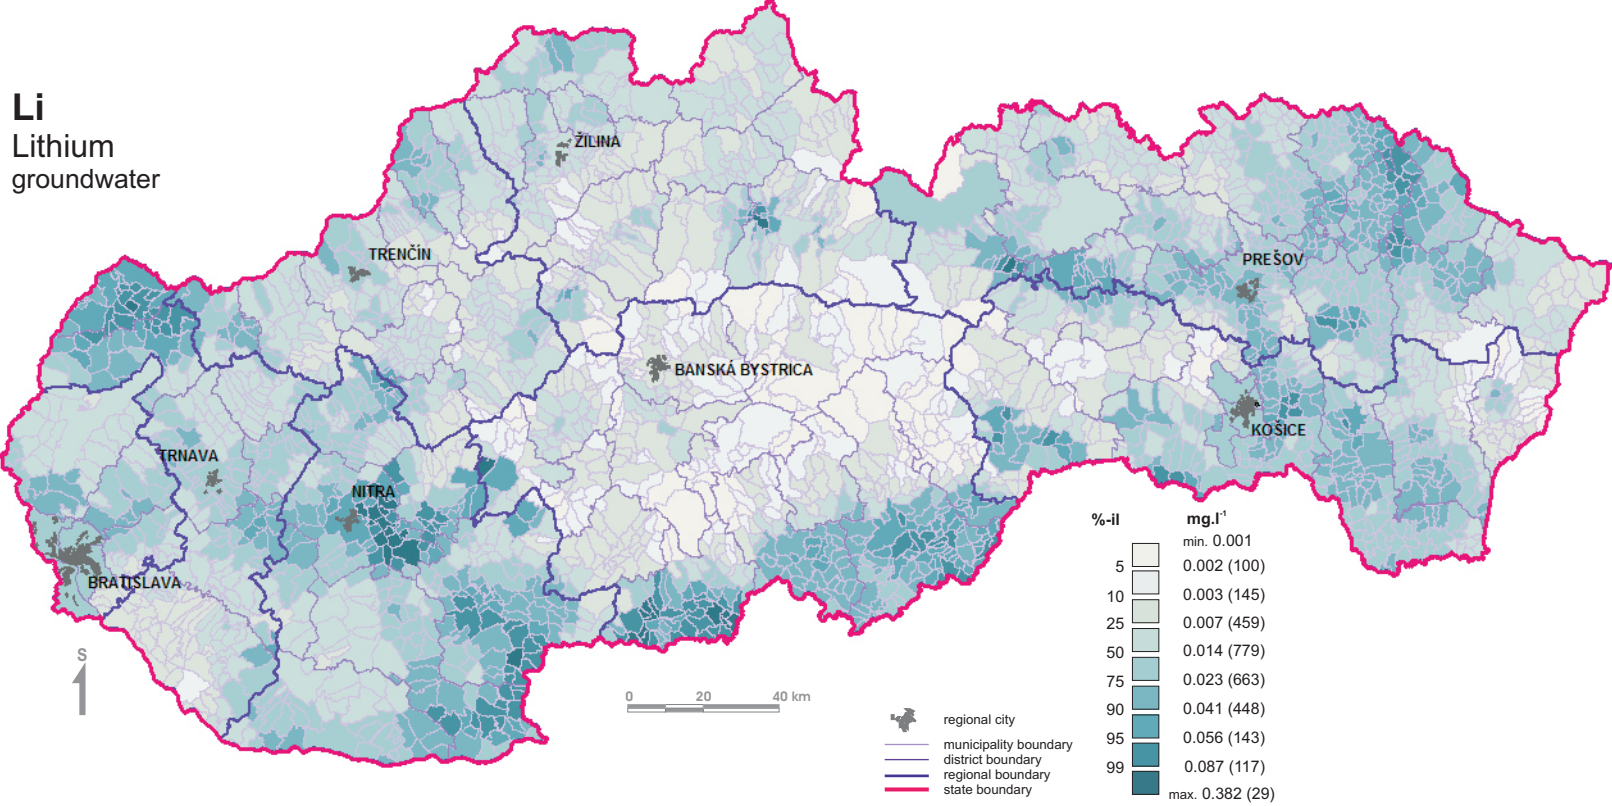 Li
Lithium
groundwater
ŽILINA
TRENČÍN
PREŠOV
BANSKÁ BYSTRICA
KOŠICE
TRNAVA
NITRA
BRATISLAVA
S
0 20 40 km
regional city
municipality boundary
district boundary
regional boundary
state boundary
%-il mg.l⁻¹
min. 0.001
5 0.002 (100)
10 0.003 (145)
25 0.007 (459)
50 0.014 (779)
75 0.023 (663)
90 0.041 (448)
95 0.056 (143)
99 0.087 (117)
max. 0.382 (29)